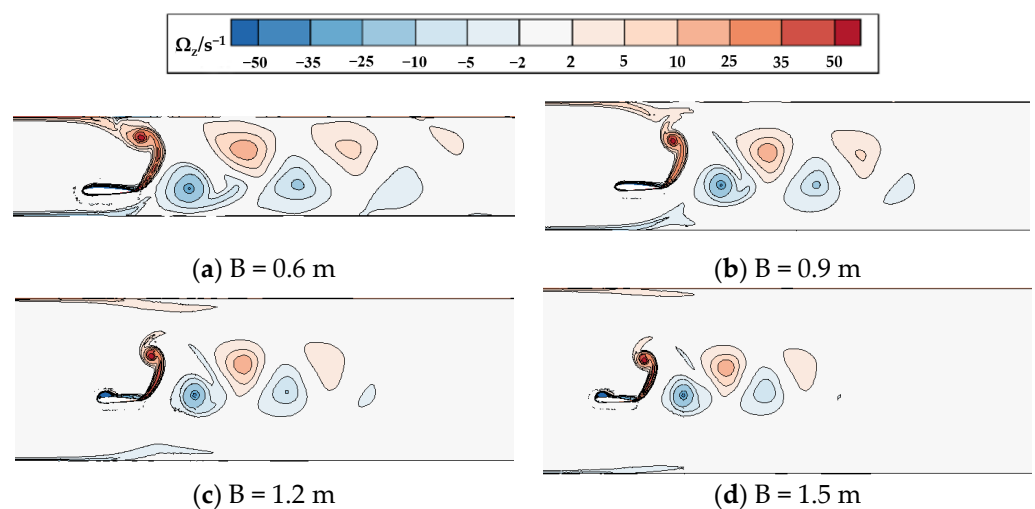 Ωz/s⁻¹
−50 −35 −25 −10 −5 −2 2 5 10 25 35 50
(a) B = 0.6 m
(b) B = 0.9 m
(c) B = 1.2 m
(d) B = 1.5 m